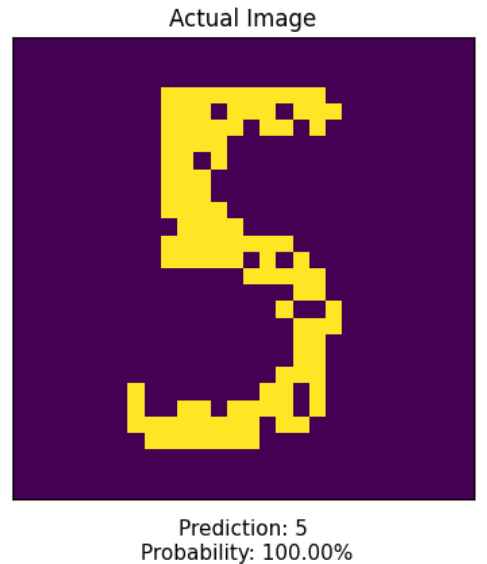 Actual Image
5
Prediction: 5
Probability: 100.00%